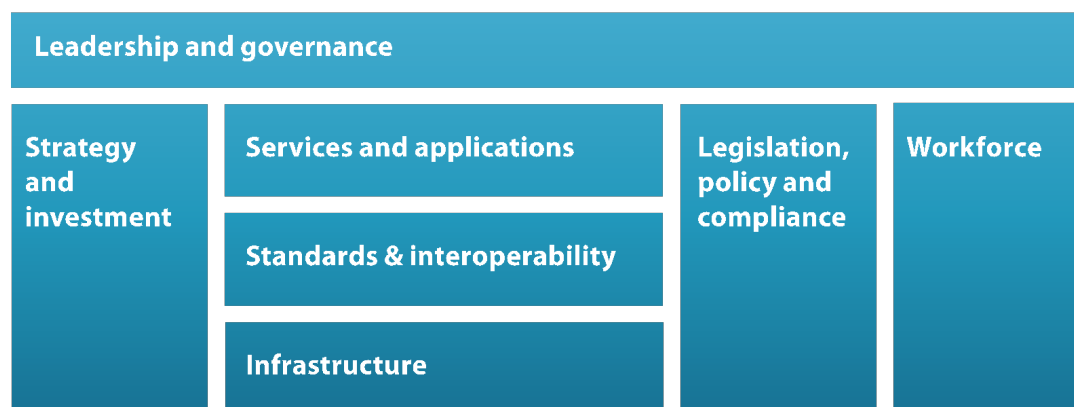 Leadership and governance
Strategy
and
investment
Services and applications
Standards & interoperability
Infrastructure
Legislation,
policy and
compliance
Workforce